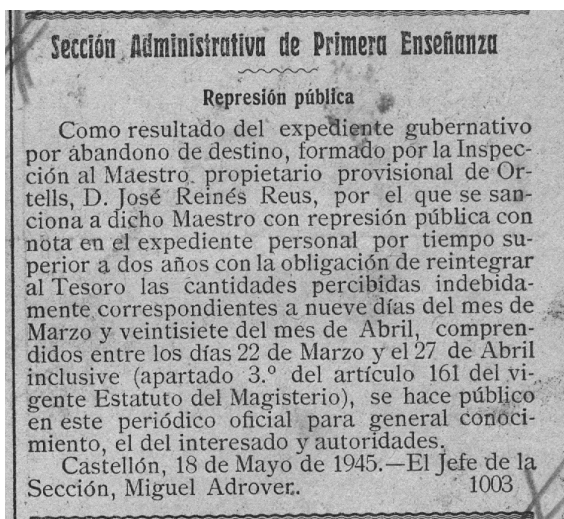 Sección Administrativa de Primera Enseñanza
Represión pública
Como resultado del expediente gubernativo
por abandono de destino, formado por la Inspec-
ción al Maestro propietario provisional de Or-
tells, D. José Reinés Reus, por el que se san-
ciona a dicho Maestro con represión pública con
nota en el expediente personal por tiempo su-
perior a dos años con la obligación de reintegrar
al Tesoro las cantidades percibidas indebida-
mente correspondientes a nueve días del mes de
Marzo y veintisiete del mes de Abril, compren-
didos entre los días 22 de Marzo y el 27 de Abril
inclusive (apartado 3.º del artículo 161 del vi-
gente Estatuto del Magisterio), se hace público
en este periódico oficial para general conoci-
miento, el del interesado y autoridades.
Castellón, 18 de Mayo de 1945.—El Jefe de la
Sección, Miguel Adrover. 1003